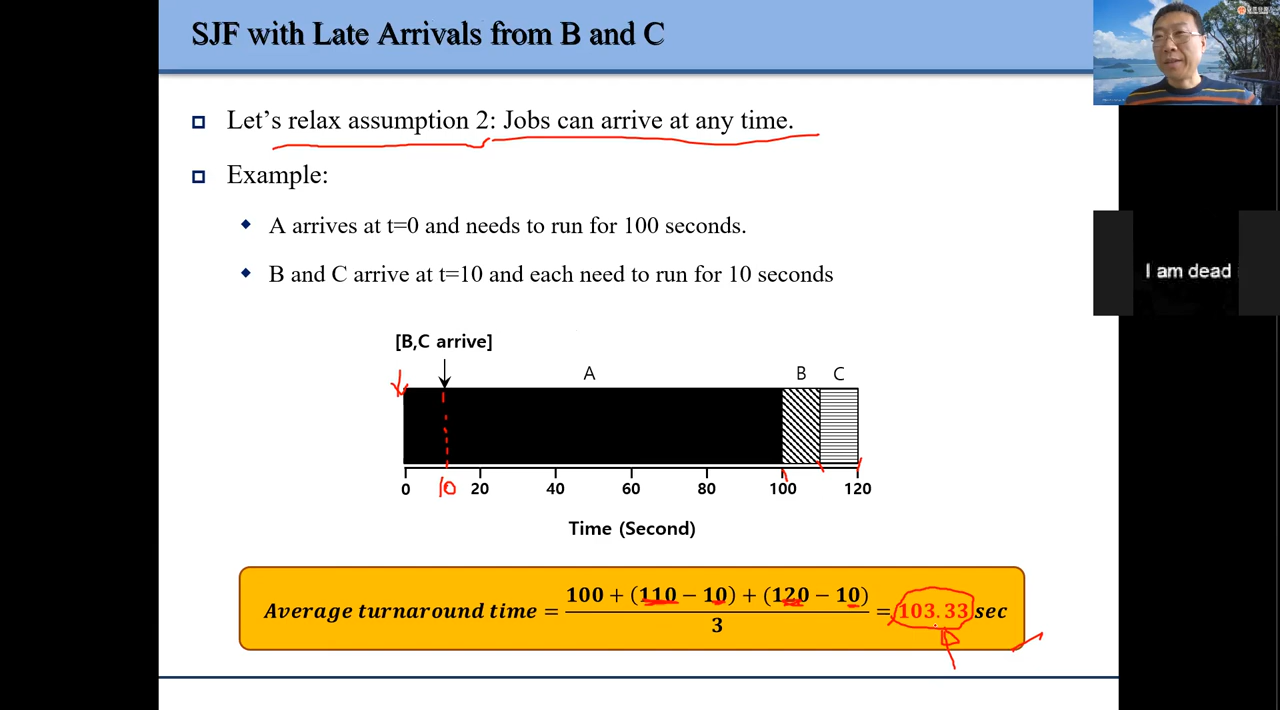 SJF with Late Arrivals from B and C
Let's relax assumption 2: Jobs can arrive at any time.
Example:
A arrives at t=0 and needs to run for 100 seconds.
B and C arrive at t=10 and each need to run for 10 seconds
I am dead
[B,C arrive]
A B C
0 10 20 40 60 80 100 120
Time (Second)
Average turnaround time = \frac{100 + (110 − 10) + (120 − 10)}{3} = 103.33 sec